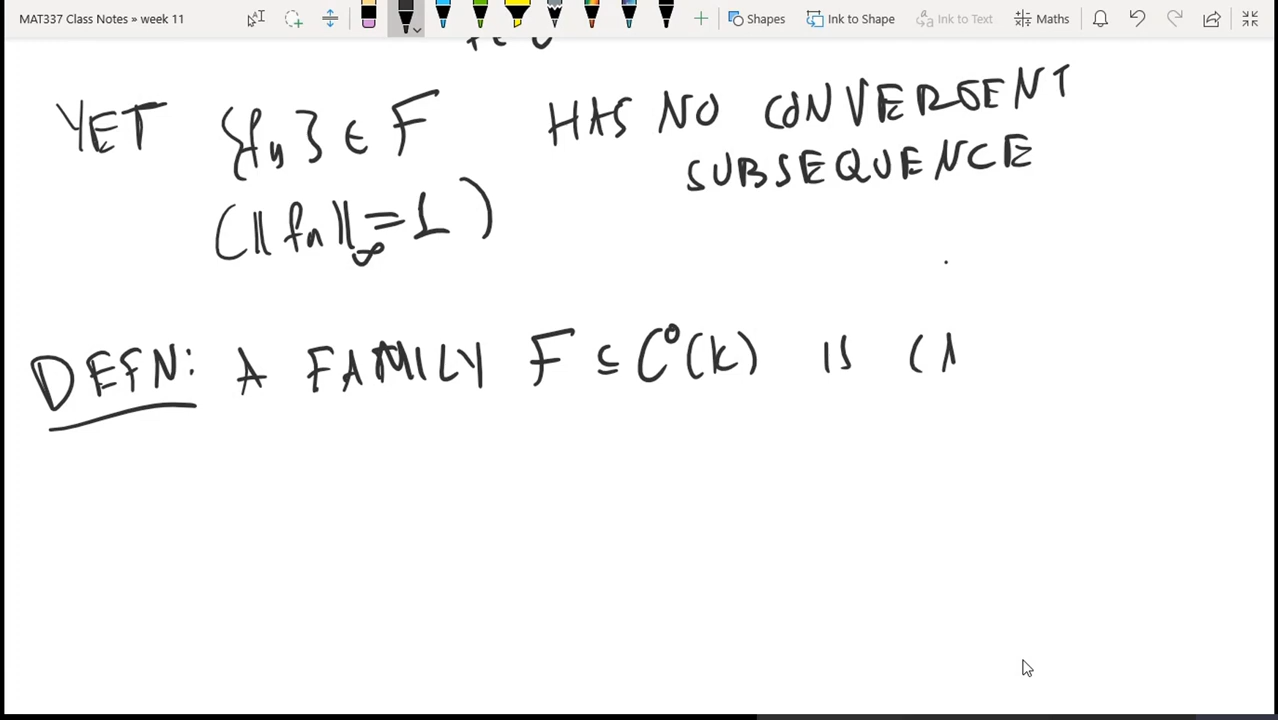 MAT337 Class Notes » week 11
Shapes
Ink to Shape
Ink to Text
Maths
YET {fn} ∈ F HAS NO CONVERGENT
SUBSEQUENCE
(‖fn‖∞ = 1)
DEFN: A FAMILY F ⊆ C⁰(K) IS (